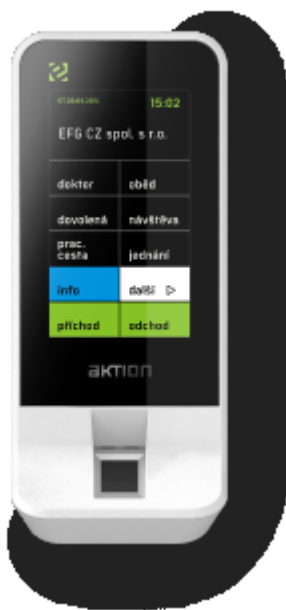 15:02
EFG CZ spol. s r.o.
doktor oběd
dovolená návštěva
prac.
cesta jednání
info další
příchod odchod
aktion